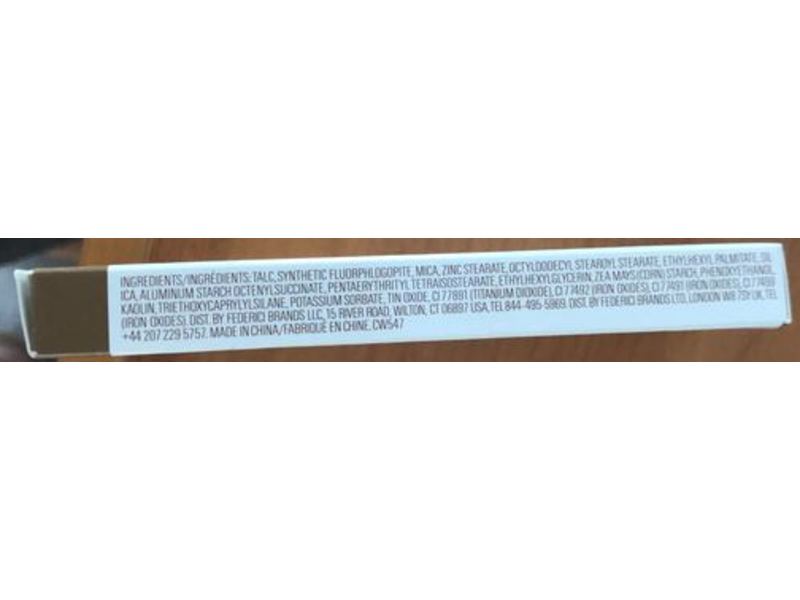 INGREDIENTS/INGRÉDIENTS: TALC, SYNTHETIC FLUORPHLOGOPITE, MICA, ZINC STEARATE, OCTYLDODECYL STEAROYL STEARATE, ETHYLHEXYL PALMITATE, SIL
ICA, ALUMINUM STARCH OCTENYLSUCCINATE, PENTAERYTHRITYL TETRAISOSTEARATE, ETHYLHEXYLGLYCERIN, ZEA MAYS (CORN) STARCH, PHENOXYETHANOL,
KAOLIN, TRIETHOXYCAPRYLYLSILANE, POTASSIUM SORBATE, TIN OXIDE, CI 77891 (TITANIUM DIOXIDE), CI 77492 (IRON OXIDES), CI 77491 (IRON OXIDES), CI 77499
(IRON OXIDES). DIST. BY FEDERICI BRANDS LLC, 15 RIVER ROAD, WILTON, CT 06897 USA, TEL 844-495-5969. DIST. BY FEDERICI BRANDS LTD, LONDON UK, TEL
+44 207 229 5757. MADE IN CHINA/FABRIQUÉ EN CHINE. CW547